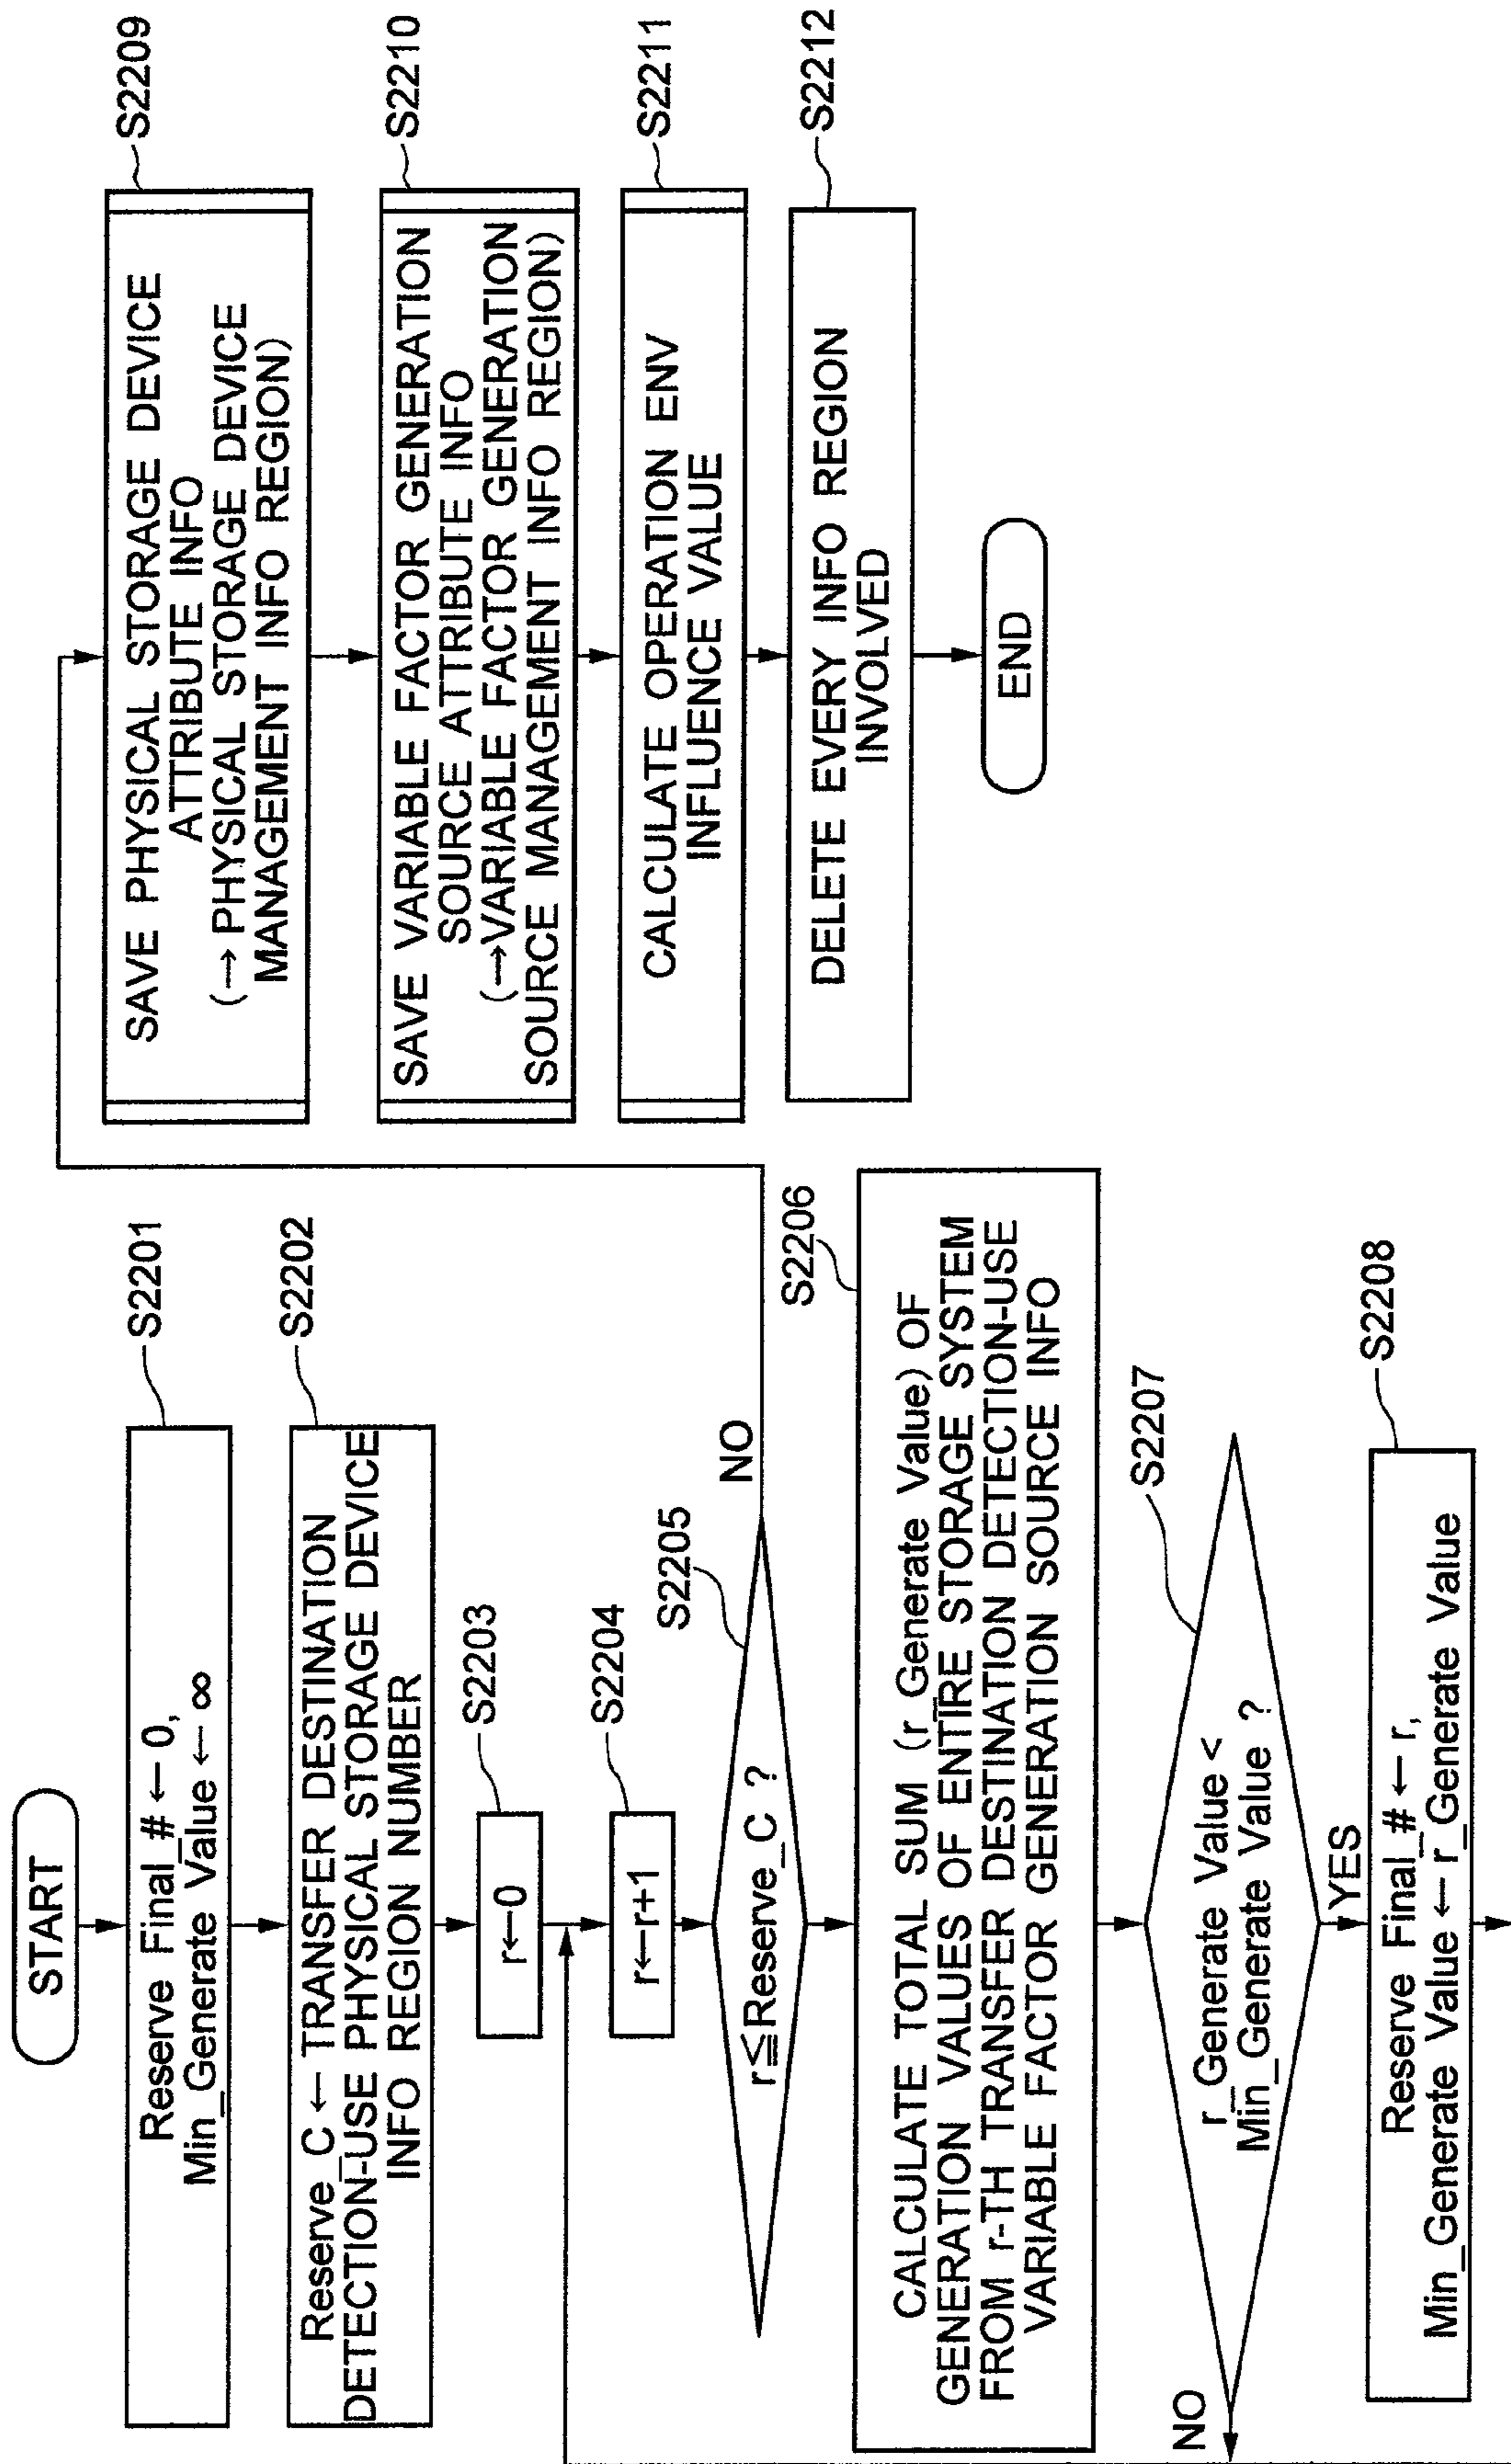 START
Reserve Final_# ← 0,
Min_Generate Value ← ∞
S2201
Reserve_C ← TRANSFER DESTINATION
DETECTION-USE PHYSICAL STORAGE DEVICE
INFO REGION NUMBER
S2202
r←0
S2203
r←r+1
S2204
r≦Reserve_C ?
S2205
NO
CALCULATE TOTAL SUM (r_Generate Value) OF
GENERATION VALUES OF ENTIRE STORAGE SYSTEM
FROM r-TH TRANSFER DESTINATION DETECTION-USE
VARIABLE FACTOR GENERATION SOURCE INFO
S2206
r_Generate Value <
Min_Generate Value ?
S2207
NO
YES
Reserve Final_# ← r,
Min_Generate Value ← r_Generate Value
S2208
SAVE PHYSICAL STORAGE DEVICE
ATTRIBUTE INFO
(→ PHYSICAL STORAGE DEVICE
MANAGEMENT INFO REGION)
S2209
SAVE VARIABLE FACTOR GENERATION
SOURCE ATTRIBUTE INFO
(→VARIABLE FACTOR GENERATION
SOURCE MANAGEMENT INFO REGION)
S2210
CALCULATE OPERATION ENV
INFLUENCE VALUE
S2211
DELETE EVERY INFO REGION
INVOLVED
S2212
END